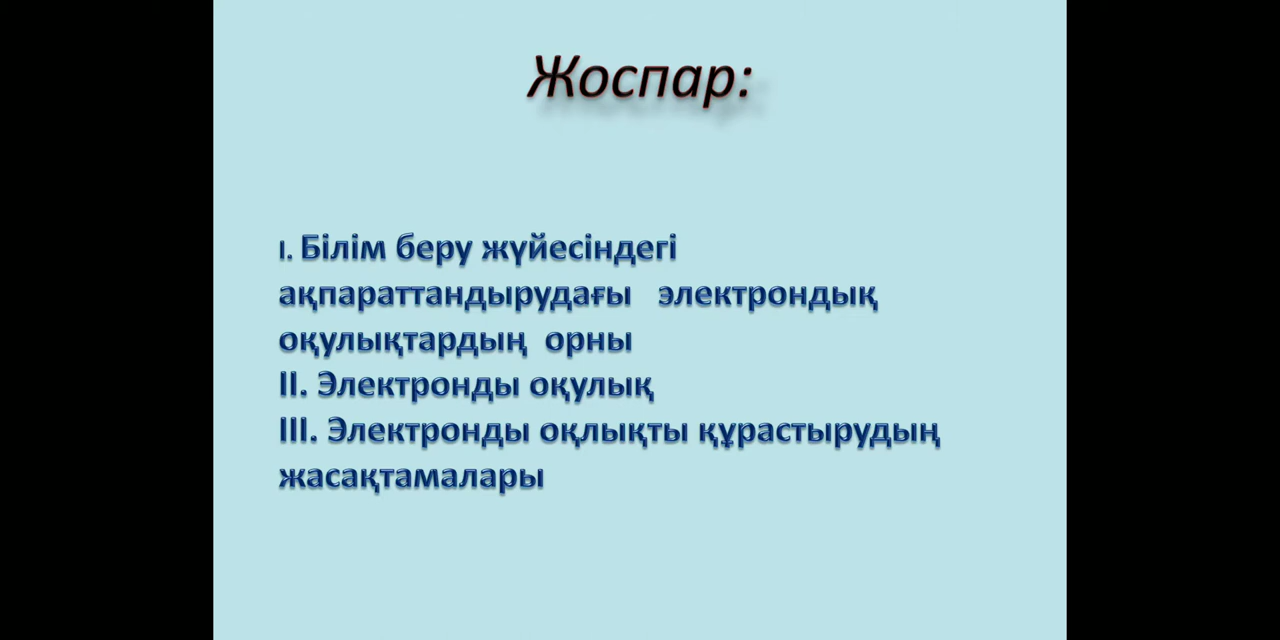 Жоспар:
I. Білім беру жүйесіндегі
ақпараттандырудағы электрондық
оқулықтардың орны
II. Электронды оқулық
III. Электронды оқлықты құрастырудың
жасақтамалары